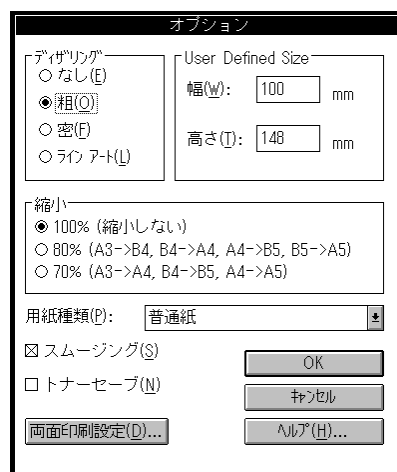 オプション
ﾃﾞｨｻﾞﾘﾝｸﾞ
なし(E)
粗(O)
密(F)
ﾗｲﾝ ｱｰﾄ(L)
User Defined Size
幅(W): 100 mm
高さ(T): 148 mm
縮小
100% (縮小しない)
80% (A3->B4, B4->A4, A4->B5, B5->A5)
70% (A3->A4, B4->B5, A4->A5)
用紙種類(P): 普通紙
スムージング(S)
トナーセーブ(N)
両面印刷設定(D)...
OK
ｷｬﾝｾﾙ
ﾍﾙﾌﾟ(H)...